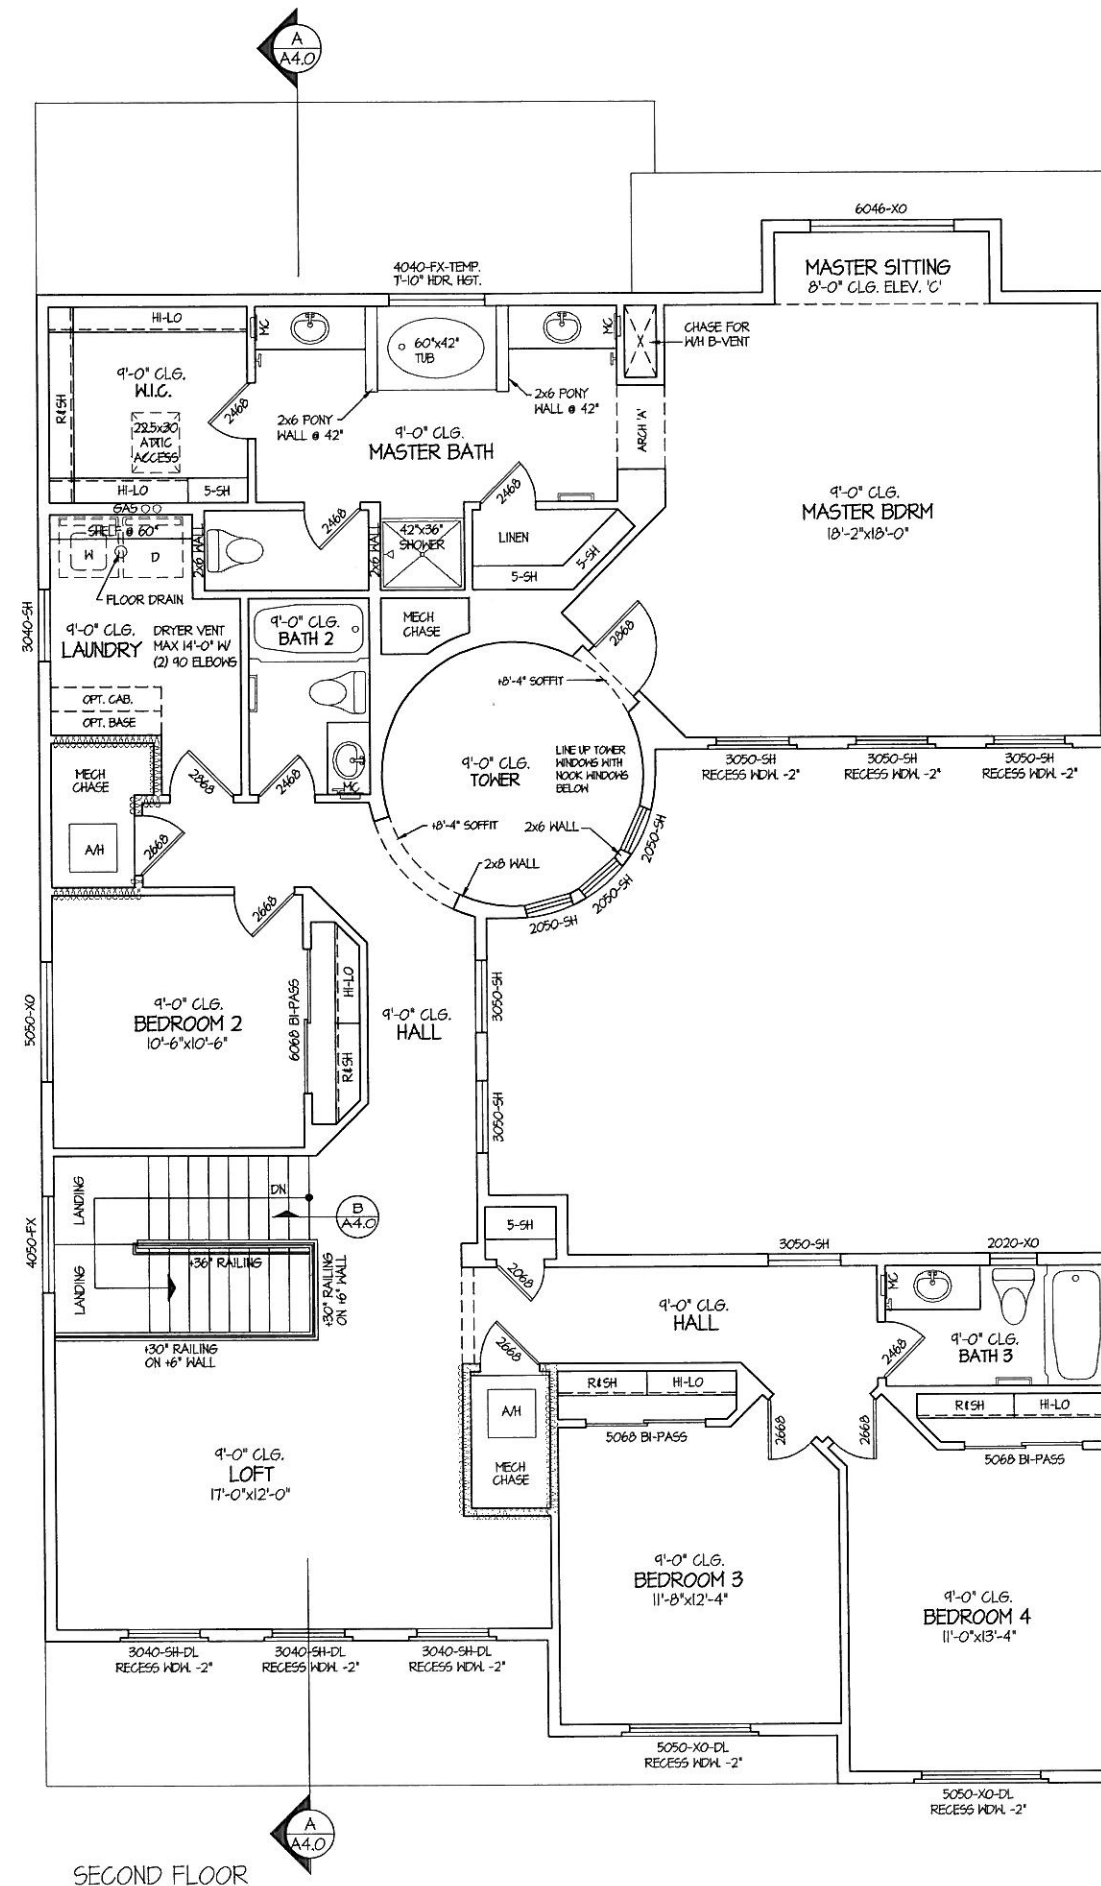 A
A4.0
6046-XO
MASTER SITTING
8'-0" CLG. ELEV. 'C'
4040-FX-TEMP.
7'-10" HDR. HGT.
HI-LO
MC
60"x42"
TUB
MC
CHASE FOR
W/H B-VENT
9'-0" CLG.
W.I.C.
R&SH
2468
22.5x30
ATTIC
ACCESS
2x6 PONY
WALL @ 42"
2x6 PONY
WALL @ 42"
ARCH 'A'
9'-0" CLG.
MASTER BATH
HI-LO
5-SH
2468
2468
9'-0" CLG.
MASTER BDRM
18'-2"x18'-0"
GAS
SHELF @ 60"
W
D
2x6 WALL
2x6 WALL
42"x36"
SHOWER
LINEN
5-SH
5-SH
FLOOR DRAIN
3040-SH
9'-0" CLG.
LAUNDRY
DRYER VENT
MAX 14'-0" W/
(2) 90 ELBOWS
9'-0" CLG.
BATH 2
MECH
CHASE
2868
+8'-4" SOFFIT
OPT. CAB.
OPT. BASE
MECH
CHASE
2868
2468
MC
9'-0" CLG.
TOWER
LINE UP TOWER
WINDOWS WITH
NOOK WINDOWS
BELOW
3050-SH
RECESS WDW. -2"
3050-SH
RECESS WDW. -2"
3050-SH
RECESS WDW. -2"
+8'-4" SOFFIT
2x6 WALL
2050-SH
A/H
2668
2x8 WALL
2050-SH
2050-SH
2668
5050-XO
9'-0" CLG.
BEDROOM 2
10'-6"x10'-6"
6068 BI-PASS
HI-LO
R&SH
9'-0" CLG.
HALL
3050-SH
3050-SH
LANDING
DN
B
A4.0
4050-FX
LANDING
+36" RAILING
+30" RAILING
ON +6" WALL
+30" RAILING
ON +6" WALL
5-SH
2068
3050-SH
2020-XO
MC
9'-0" CLG.
HALL
2668
2468
9'-0" CLG.
BATH 3
R&SH
HI-LO
A/H
5068 BI-PASS
2668
2668
R&SH
HI-LO
5068 BI-PASS
MECH
CHASE
9'-0" CLG.
LOFT
17'-0"x12'-0"
9'-0" CLG.
BEDROOM 3
11'-8"x12'-4"
9'-0" CLG.
BEDROOM 4
11'-0"x13'-4"
3040-SH-DL
RECESS WDW. -2"
3040-SH-DL
RECESS WDW. -2"
3040-SH-DL
RECESS WDW. -2"
5050-XO-DL
RECESS WDW. -2"
5050-XO-DL
RECESS WDW. -2"
A
A4.0
SECOND FLOOR